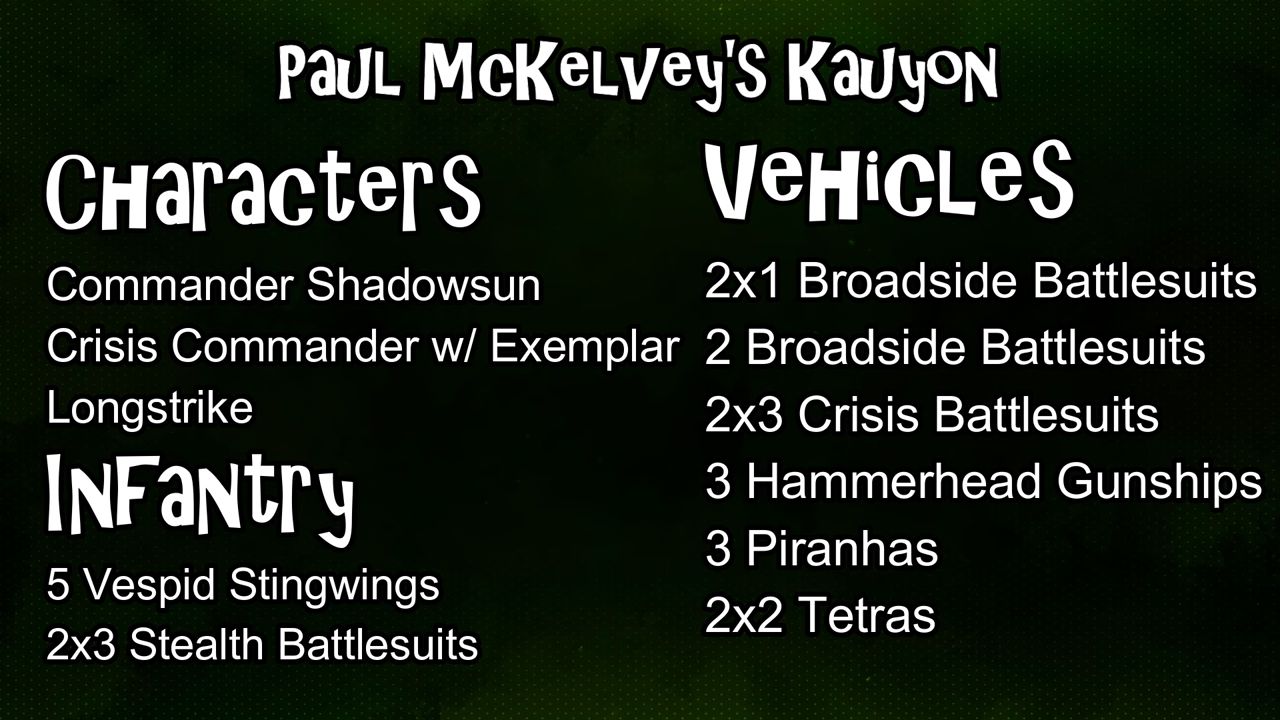 Paul McKelvey's Kauyon
Characters
Commander Shadowsun
Crisis Commander w/ Exemplar
Longstrike
Infantry
5 Vespid Stingwings
2x3 Stealth Battlesuits
Vehicles
2x1 Broadside Battlesuits
2 Broadside Battlesuits
2x3 Crisis Battlesuits
3 Hammerhead Gunships
3 Piranhas
2x2 Tetras